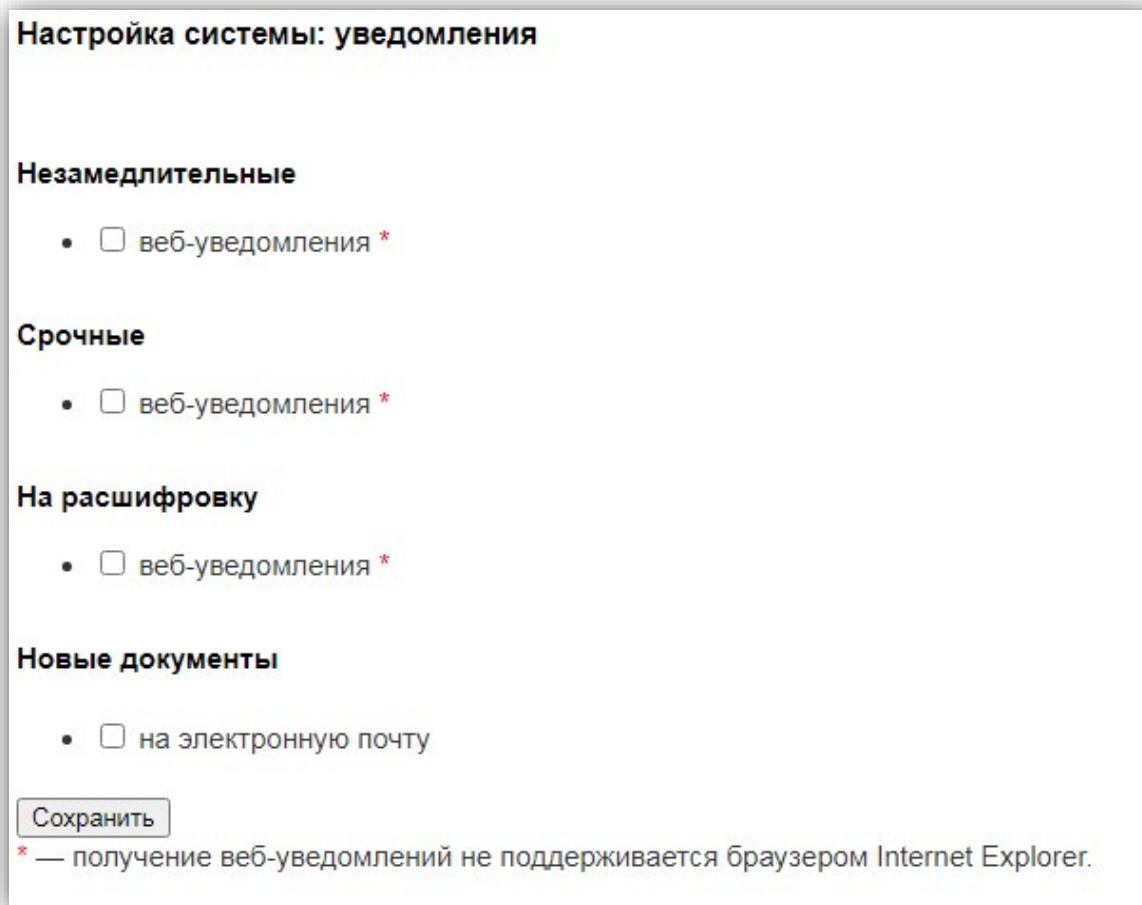 Настройка системы: уведомления
Незамедлительные
• веб-уведомления *
Срочные
• веб-уведомления *
На расшифровку
• веб-уведомления *
Новые документы
• на электронную почту
Сохранить
* — получение веб-уведомлений не поддерживается браузером Internet Explorer.